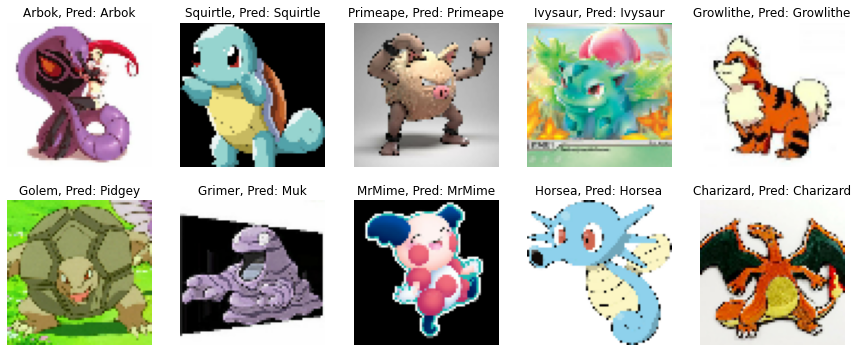 Arbok, Pred: Arbok
Squirtle, Pred: Squirtle
Primeape, Pred: Primeape
Ivysaur, Pred: Ivysaur
Growlithe, Pred: Growlithe
Golem, Pred: Pidgey
Grimer, Pred: Muk
MrMime, Pred: MrMime
Horsea, Pred: Horsea
Charizard, Pred: Charizard